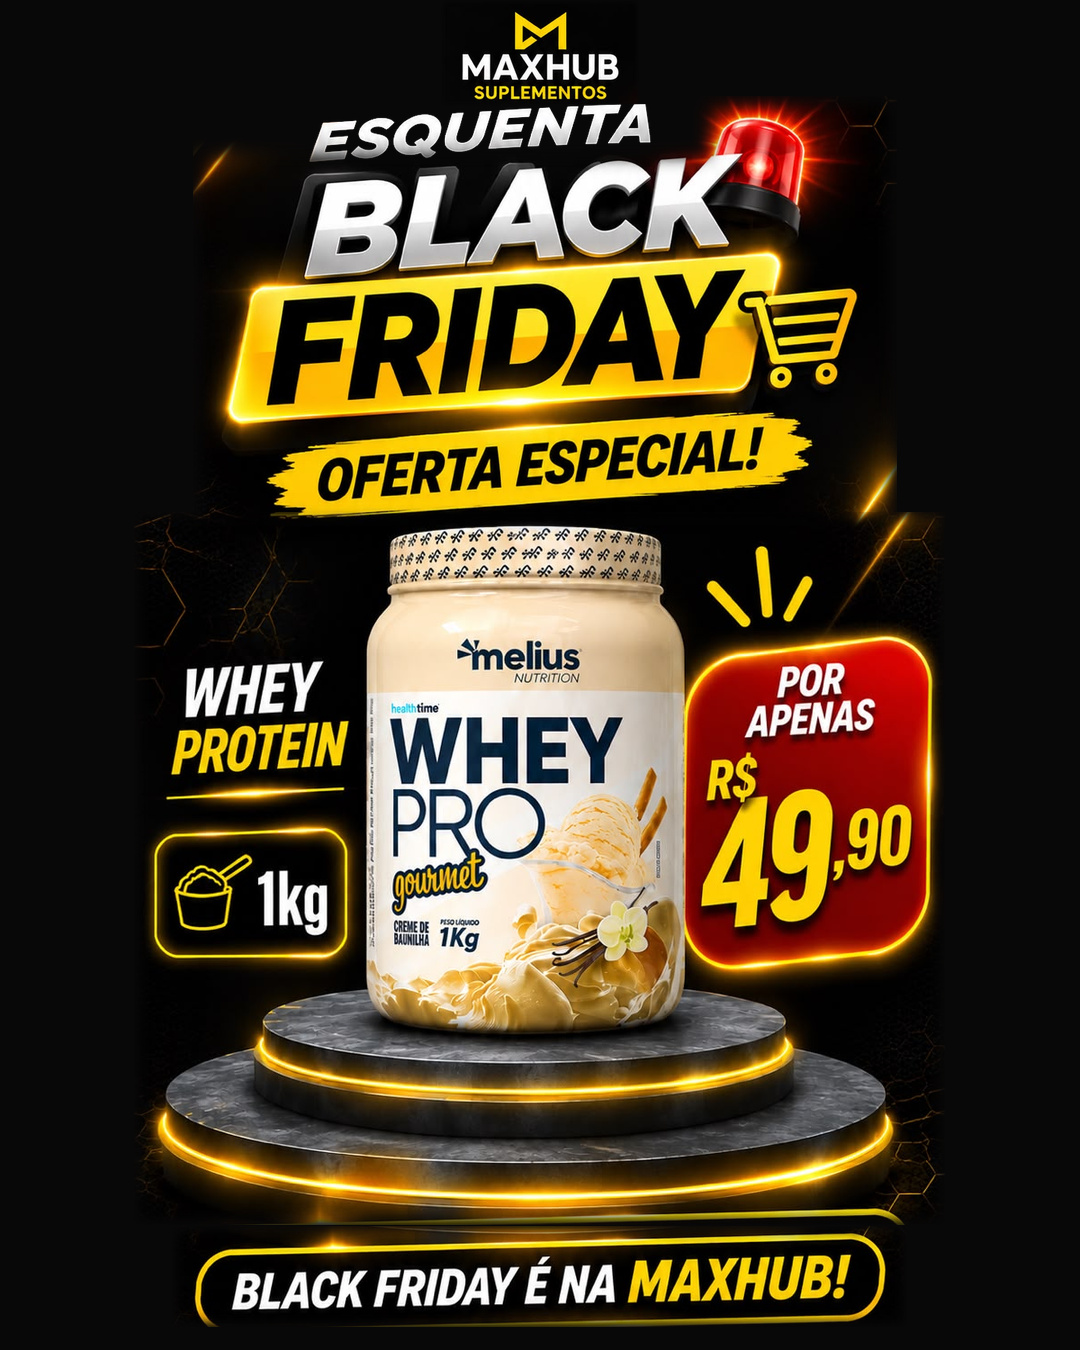 MAXHUB
SUPLEMENTOS
ESQUENTA
BLACK
FRIDAY
OFERTA ESPECIAL!
WHEY
PROTEIN
1kg
melius
NUTRITION
healthtime
WHEY
PRO
gourmet
CREME DE
BAUNILHA
PESO LÍQUIDO
1Kg
POR
APENAS
R$
49,90
BLACK FRIDAY É NA MAXHUB!